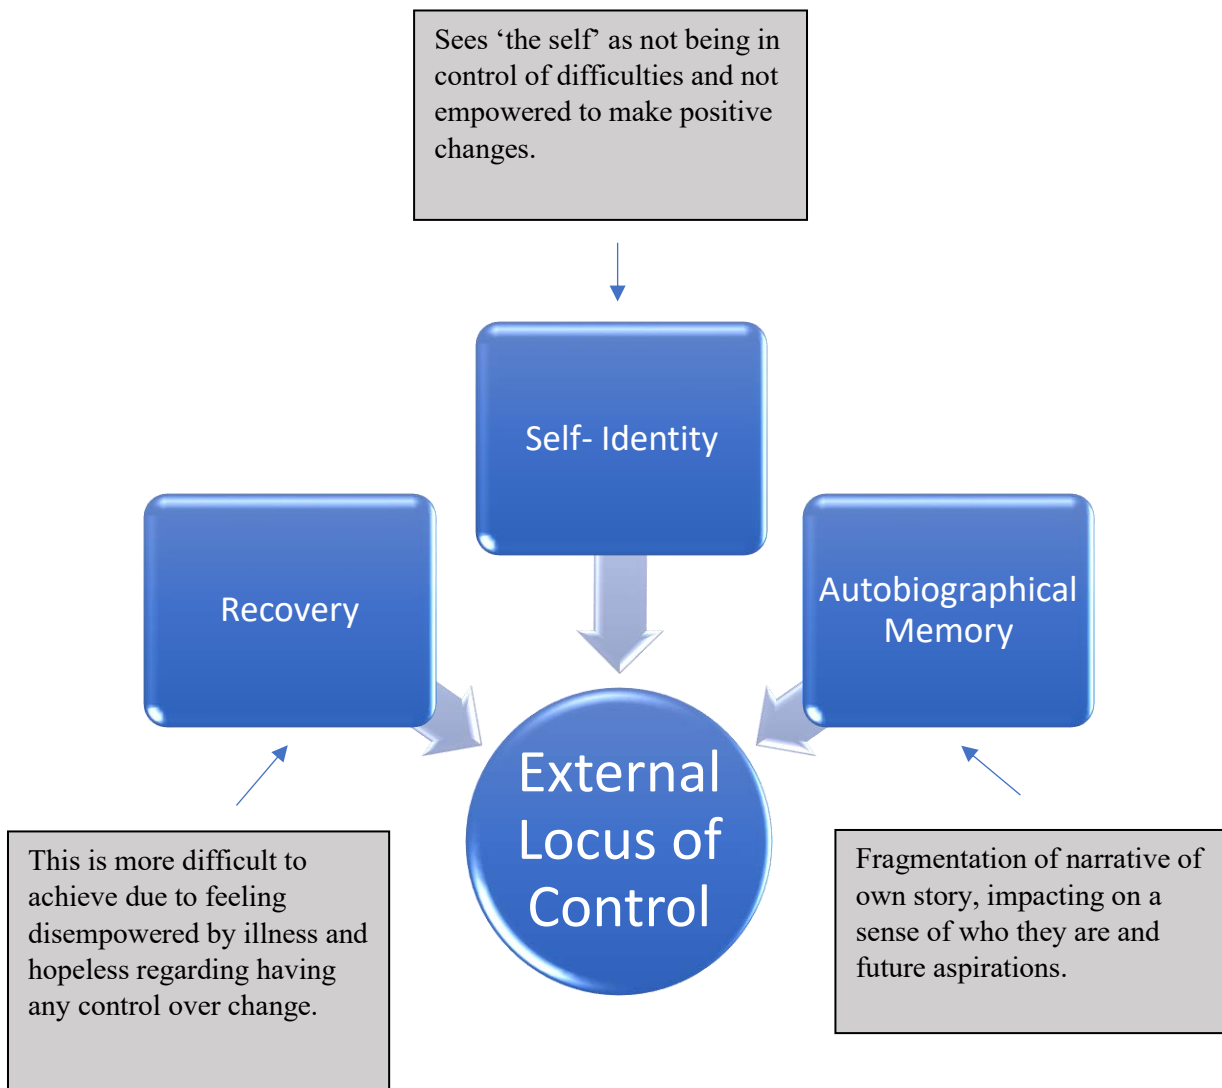 Sees ‘the self’ as not being in
control of difficulties and not
empowered to make positive
changes.
Self- Identity
Recovery
Autobiographical
Memory
External
Locus of
Control
This is more difficult to
achieve due to feeling
disempowered by illness and
hopeless regarding having
any control over change.
Fragmentation of narrative of
own story, impacting on a
sense of who they are and
future aspirations.